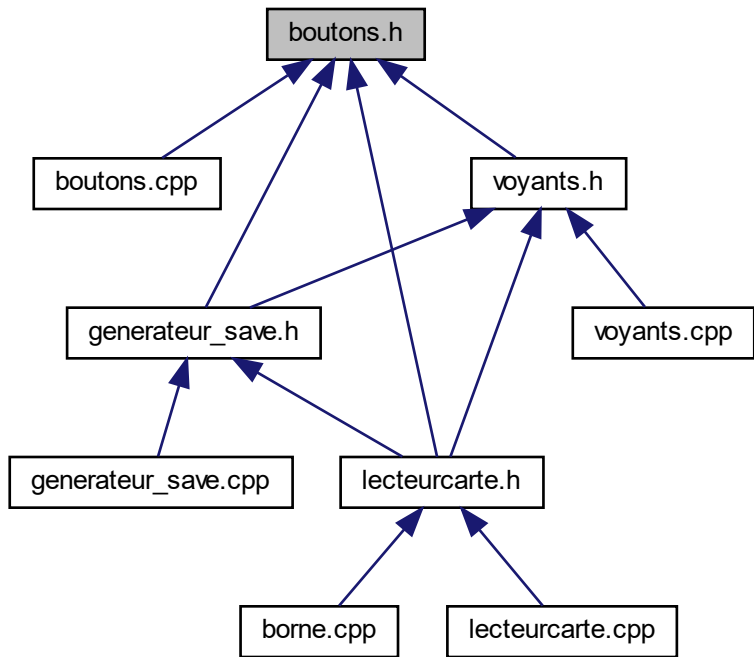 boutons.h
boutons.cpp
voyants.h
generateur_save.h
voyants.cpp
generateur_save.cpp
lecteurcarte.h
borne.cpp
lecteurcarte.cpp